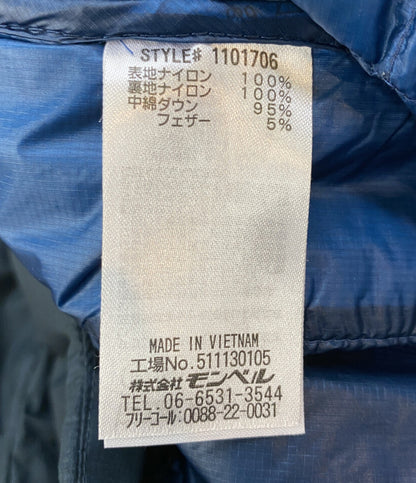 STYLE# 1101706
表地ナイロン 100%
裏地ナイロン 100%
中綿ダウン 95%
フェザー 5%
MADE IN VIETNAM
工場No.511130105
株式会社 モンベル
TEL. 06-6531-3544
フリーコール:0088-22-0031